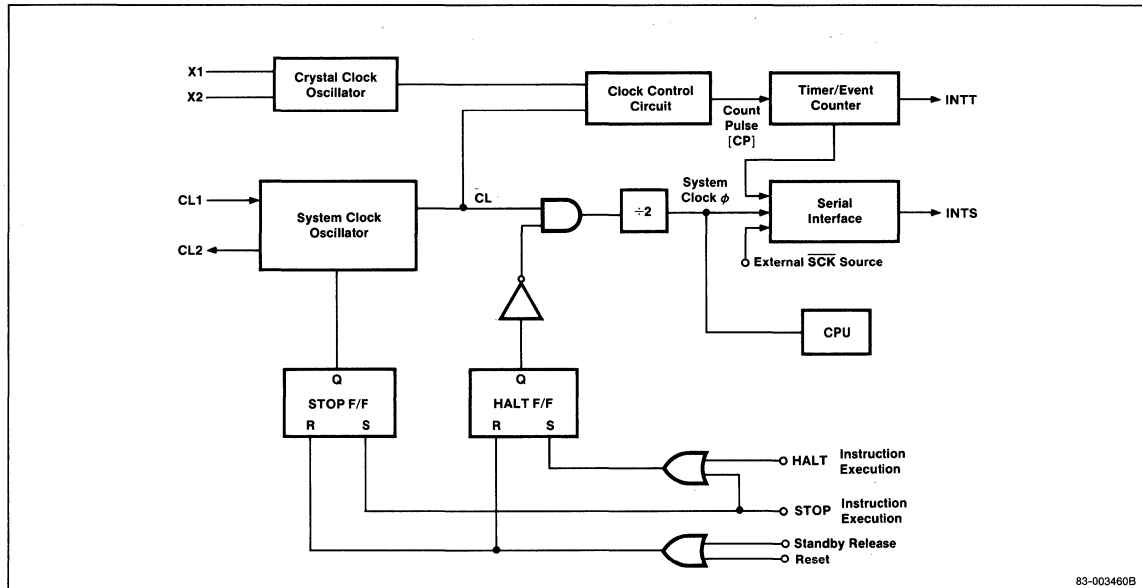 X1
X2
Crystal Clock
Oscillator
Clock Control
Circuit
Count
Pulse
[CP]
Timer/Event
Counter
INTT
CL1
CL2
System Clock
Oscillator
CL
÷2
System
Clock ϕ
Serial
Interface
INTS
External S̅C̅K̅ Source
CPU
Q
STOP F/F
R S
Q
HALT F/F
R S
HALT Instruction
Execution
STOP Instruction
Execution
Standby Release
Reset
83-003460B